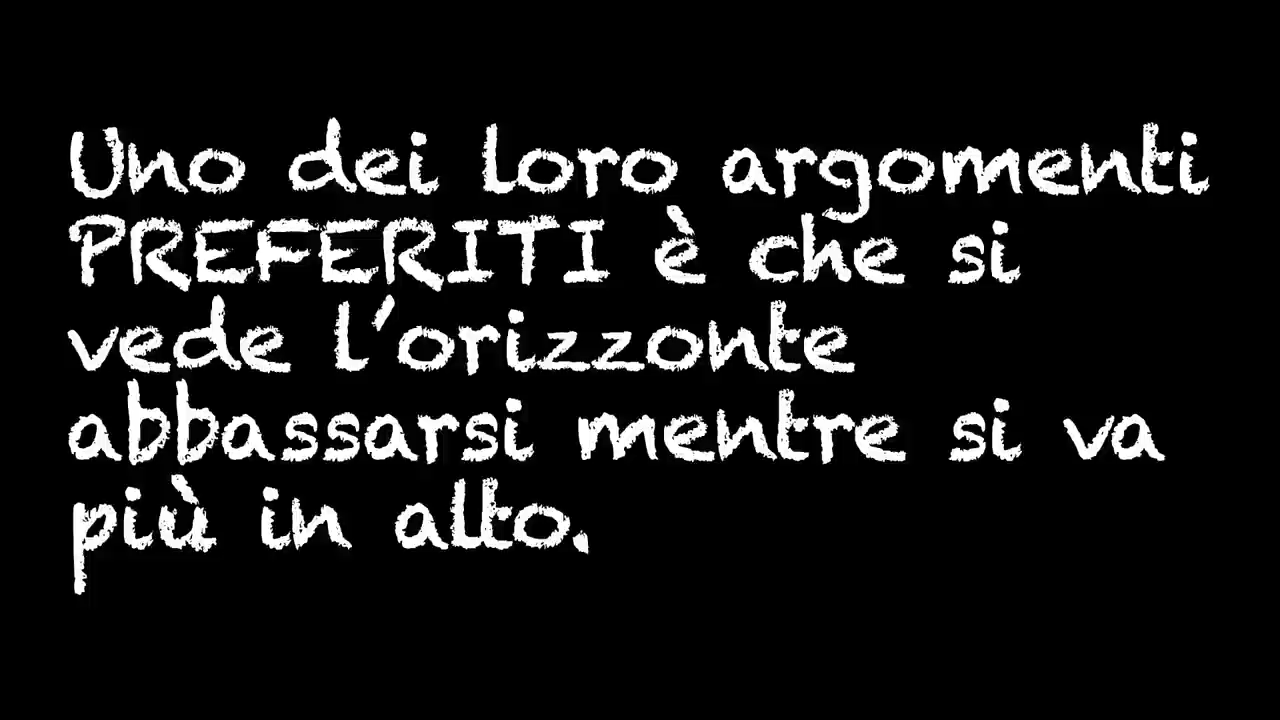 Uno dei loro argomenti
PREFERITI è che si
vede l'orizzonte
abbassarsi mentre si va
più in alto.